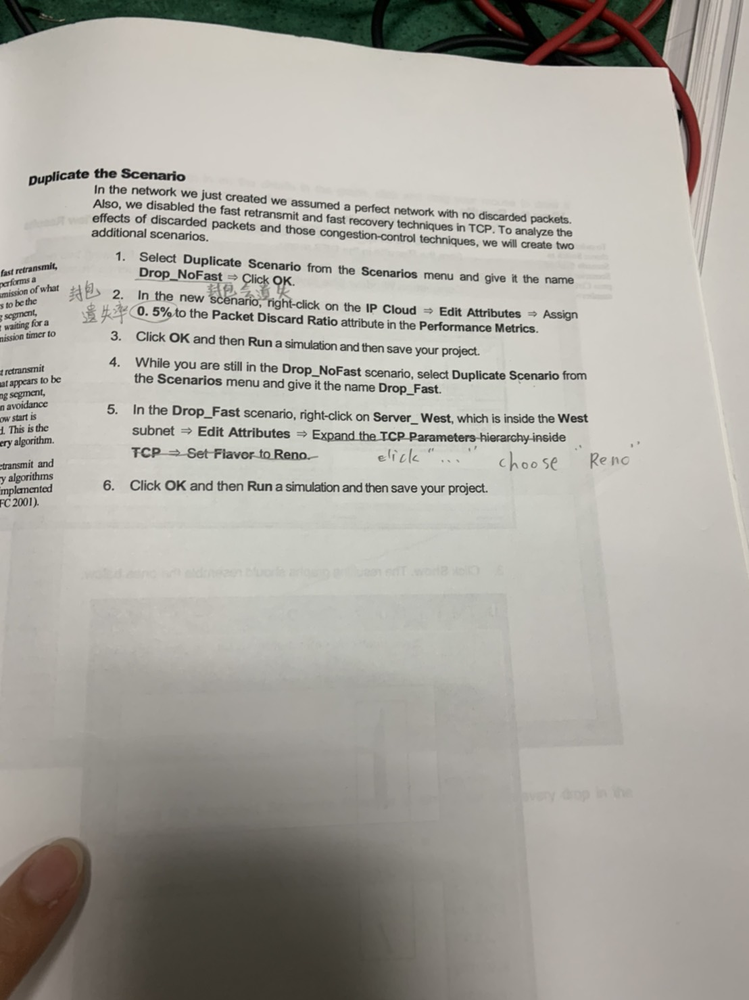 Duplicate the Scenario
In the network we just created we assumed a perfect network with no discarded packets.
Also, we disabled the fast retransmit and fast recovery techniques in TCP. To analyze the
effects of discarded packets and those congestion-control techniques, we will create two
additional scenarios.
1. Select Duplicate Scenario from the Scenarios menu and give it the name
Drop_NoFast ⇒ Click OK.
封包会遺失
封包
遺失率
2. In the new scenario, right-click on the IP Cloud ⇒ Edit Attributes ⇒ Assign
0. 5% to the Packet Discard Ratio attribute in the Performance Metrics.
3. Click OK and then Run a simulation and then save your project.
4. While you are still in the Drop_NoFast scenario, select Duplicate Scenario from
the Scenarios menu and give it the name Drop_Fast.
5. In the Drop_Fast scenario, right-click on Server_ West, which is inside the West
subnet ⇒ Edit Attributes ⇒ Expand the TCP Parameters hierarchy inside
TCP ⇒ Set Flavor to Reno.
click "..." choose "Reno"
6. Click OK and then Run a simulation and then save your project.
fast retransmit,
performs a
mission of what
s to be the
segment,
waiting for a
mission timer to
t retransmit
hat appears to be
ng segment,
n avoidance
ow start is
d. This is the
ery algorithm.
etransmit and
ry algorithms
implemented
FC 2001).